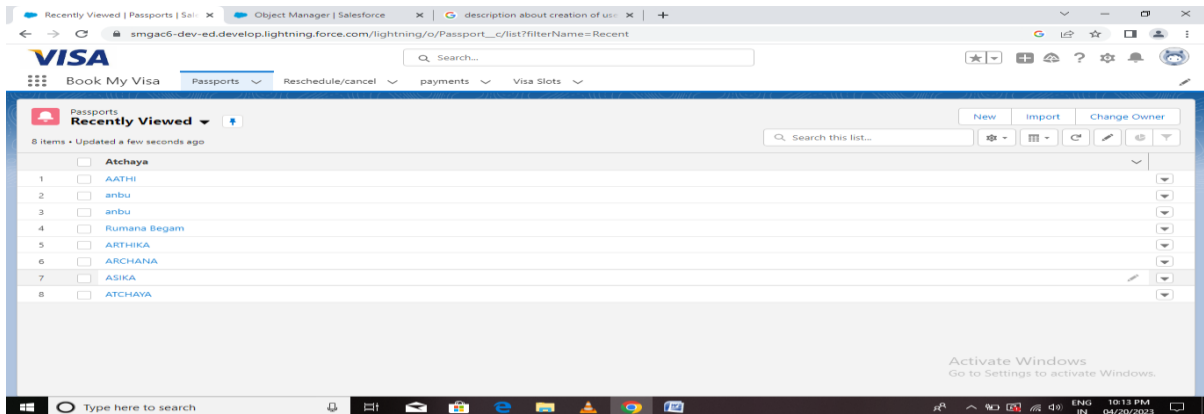 Recently Viewed | Passports | Sal
Object Manager | Salesforce
description about creation of use
smgac6-dev-ed.develop.lightning.force.com/lightning/o/Passport__c/list?filterName=Recent
VISA
Search...
Book My Visa
Passports
Reschedule/cancel
payments
Visa Slots
Passports
Recently Viewed
New
Import
Change Owner
8 items • Updated a few seconds ago
Search this list...
Atchaya
1 AATHI
2 anbu
3 anbu
4 Rumana Begam
5 ARTHIKA
6 ARCHANA
7 ASIKA
8 ATCHAYA
Activate Windows
Go to Settings to activate Windows.
Type here to search
ENG
IN
10:13 PM
04/20/2023